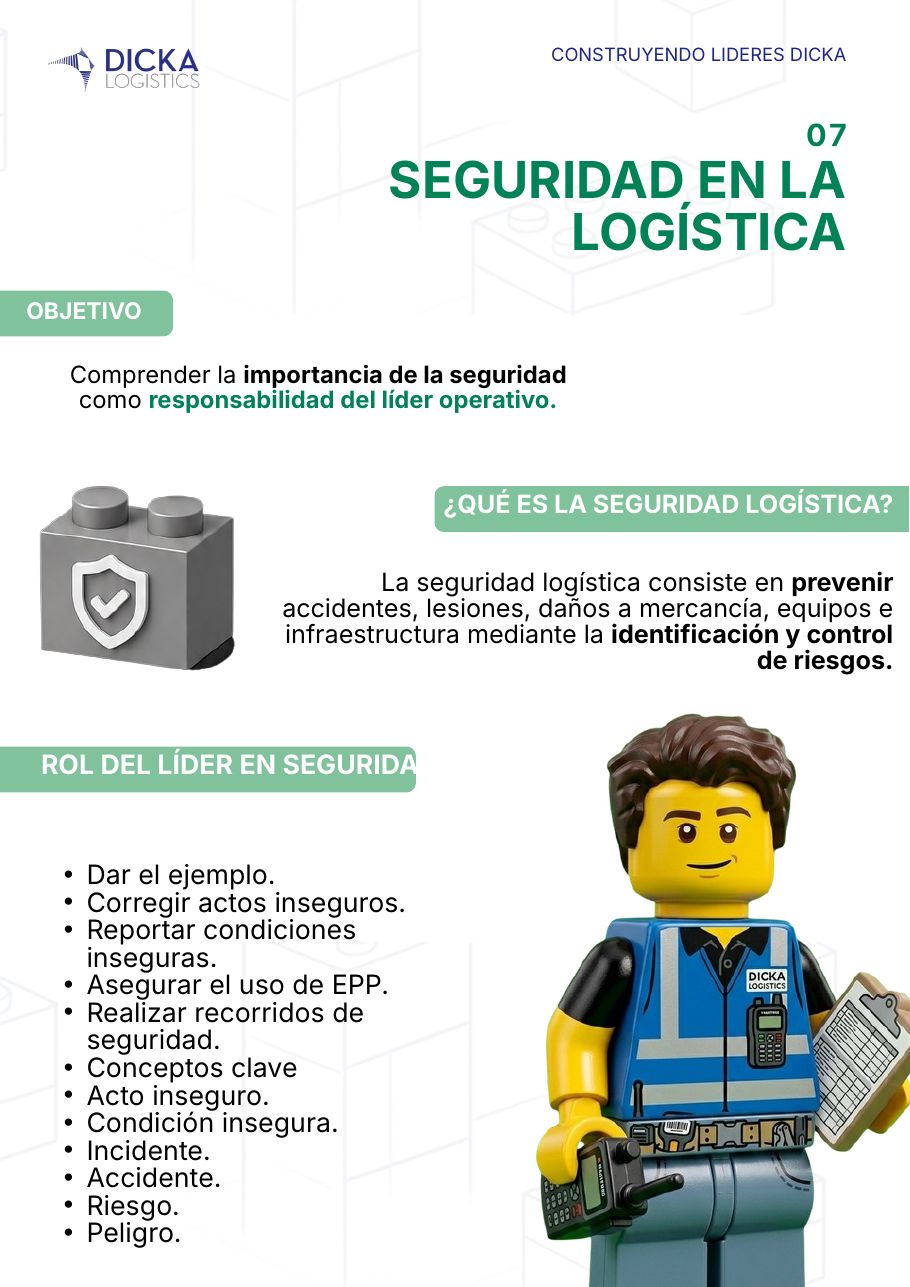 DICKA
LOGISTICS
CONSTRUYENDO LIDERES DICKA
07
SEGURIDAD EN LA
LOGÍSTICA
OBJETIVO
Comprender la importancia de la seguridad
como responsabilidad del líder operativo.
¿QUÉ ES LA SEGURIDAD LOGÍSTICA?
La seguridad logística consiste en prevenir
accidentes, lesiones, daños a mercancía, equipos e
infraestructura mediante la identificación y control
de riesgos.
ROL DEL LÍDER EN SEGURIDA
• Dar el ejemplo.
• Corregir actos inseguros.
• Reportar condiciones
inseguras.
• Asegurar el uso de EPP.
• Realizar recorridos de
seguridad.
• Conceptos clave
• Acto inseguro.
• Condición insegura.
• Incidente.
• Accidente.
• Riesgo.
• Peligro.
DICKA
LOGISTICS